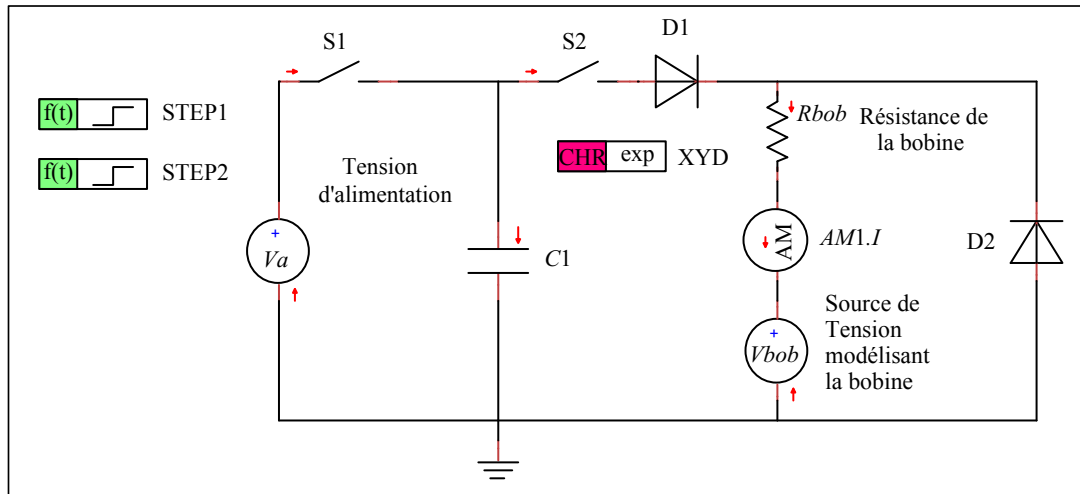 S1
S2
D1
f(t)
STEP1
f(t)
STEP2
Tension
d'alimentation
CHR
exp
XYD
Rbob
Résistance de
la bobine
+
Va
C1
AM
AM1.I
D2
+
Vbob
Source de
Tension
modélisant
la bobine